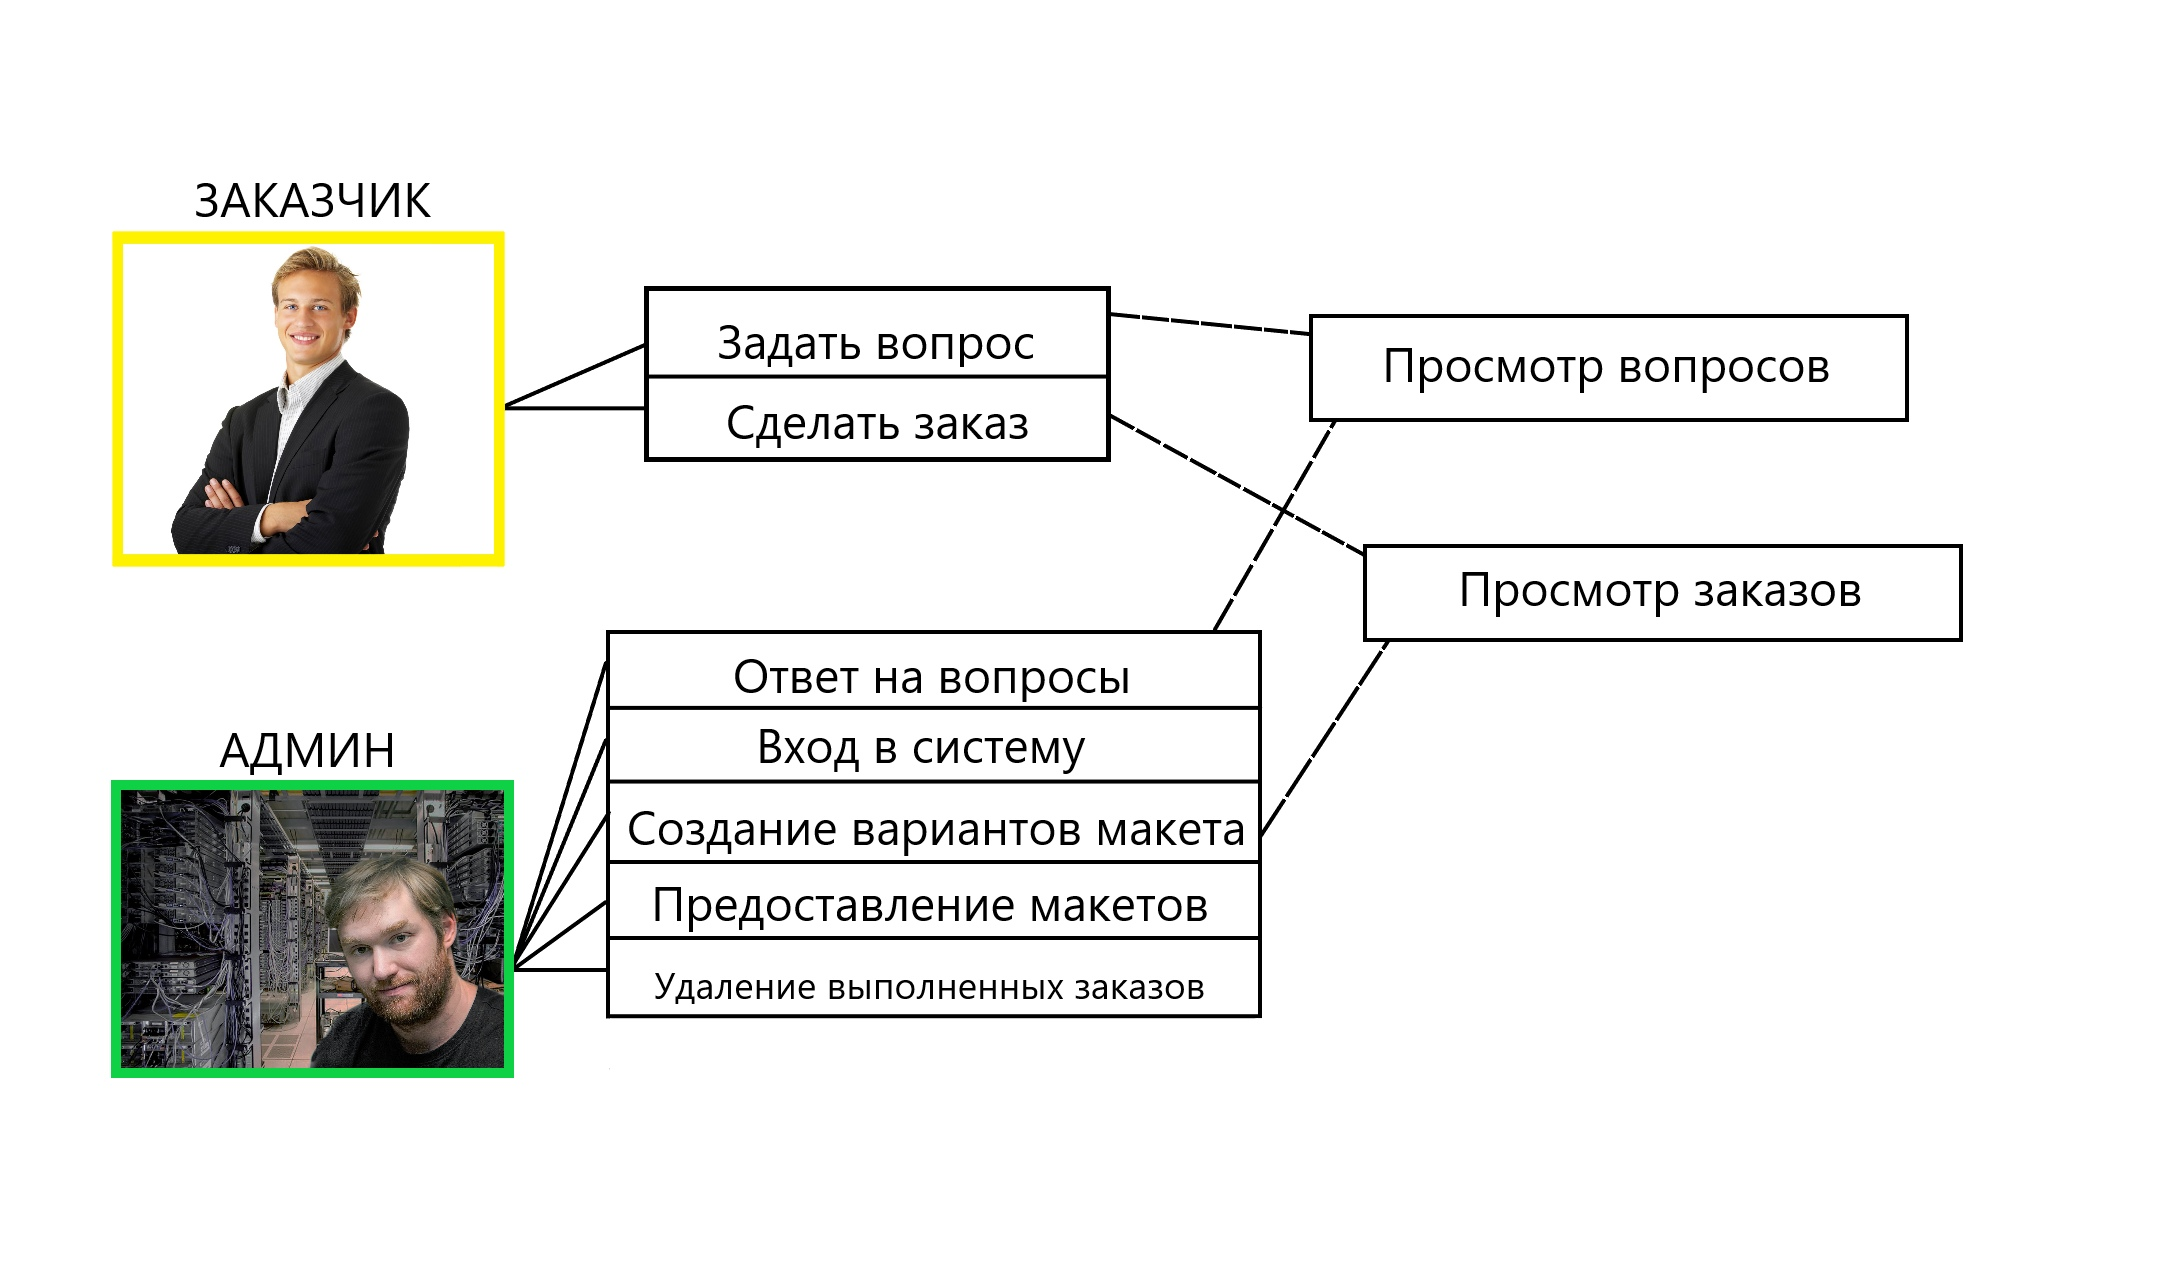 ЗАКАЗЧИК
Задать вопрос
Сделать заказ
Просмотр вопросов
Просмотр заказов
АДМИН
Ответ на вопросы
Вход в систему
Создание вариантов макета
Предоставление макетов
Удаление выполненных заказов